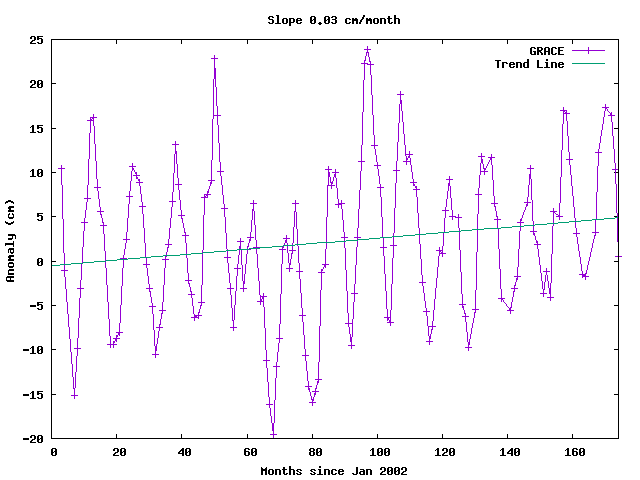 Slope 0.03 cm/month
GRACE
Trend Line
25
20
15
10
5
0
-5
-10
-15
-20
Anomaly (cm)
0 20 40 60 80 100 120 140 160
Months since Jan 2002